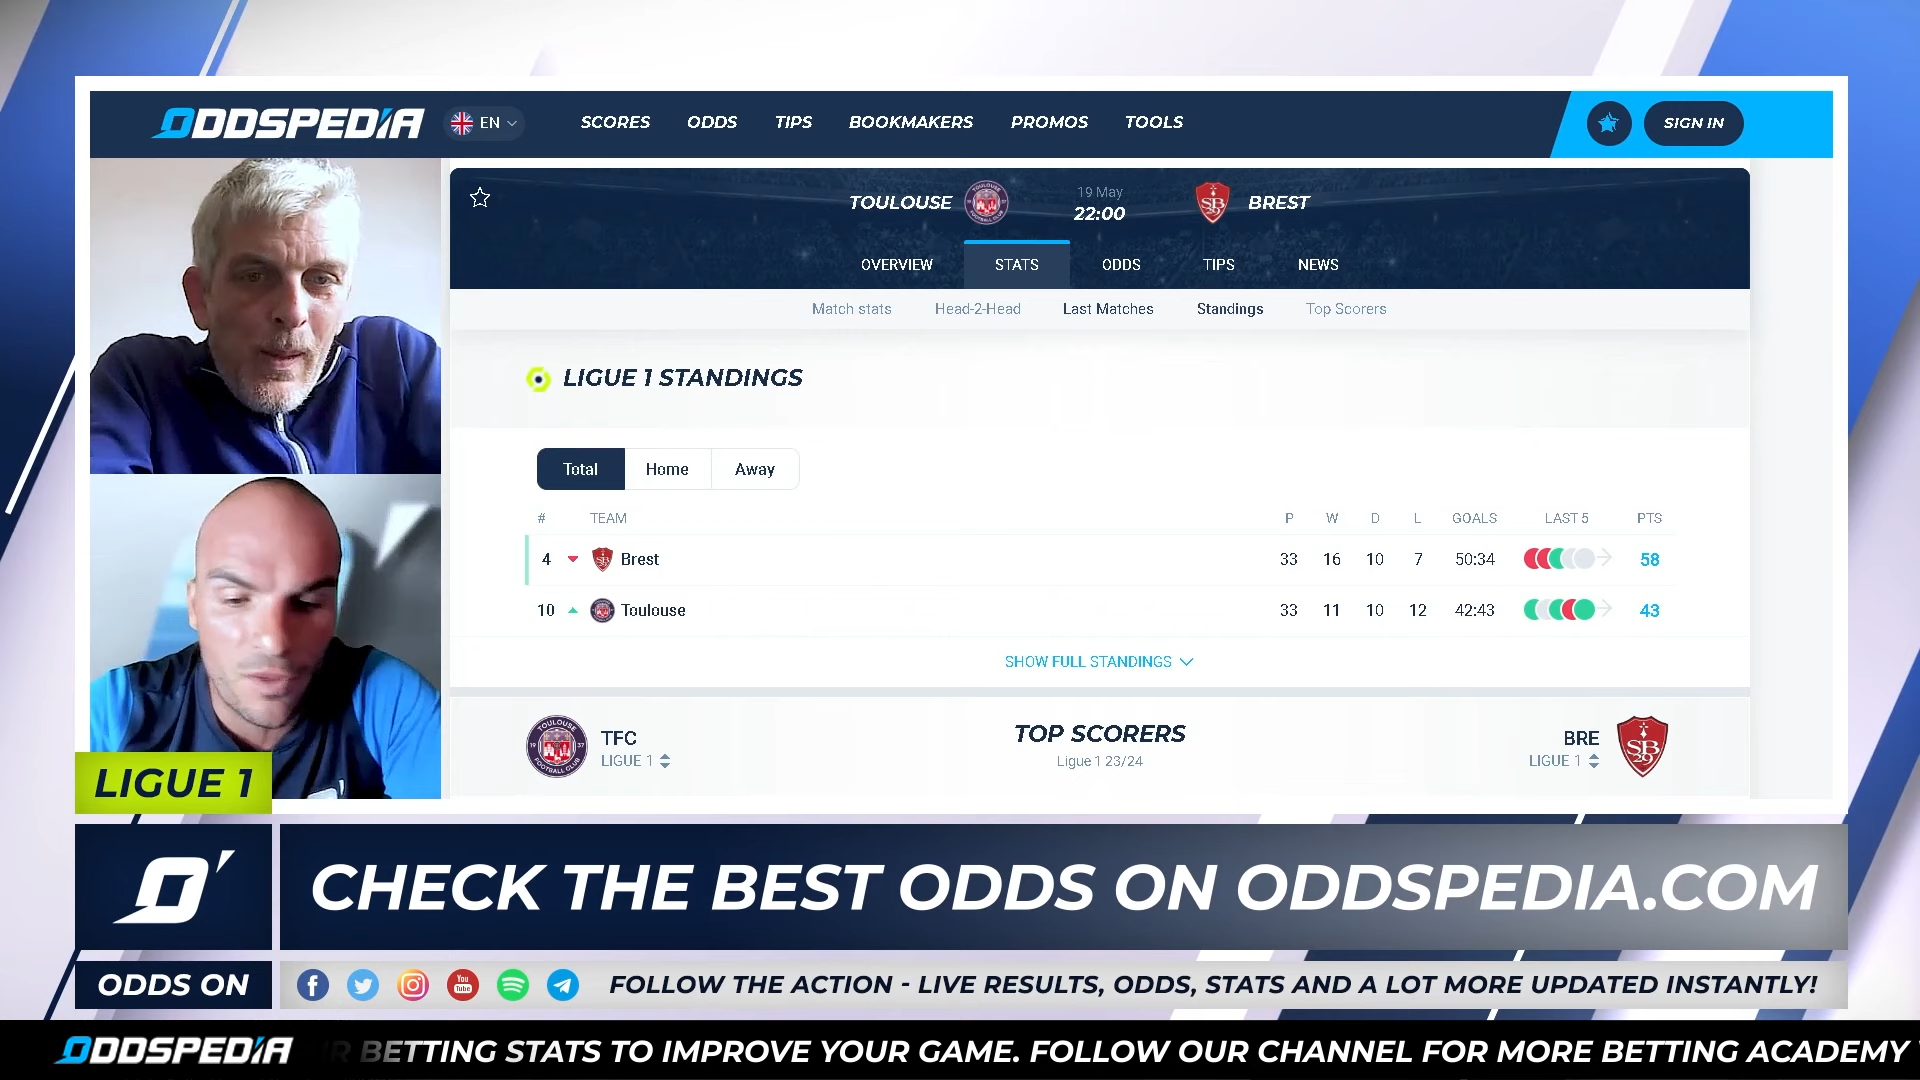 ODDSPEDIA
EN
SCORES
ODDS
TIPS
BOOKMAKERS
PROMOS
TOOLS
SIGN IN
TOULOUSE
19 May
22:00
BREST
OVERVIEW
STATS
ODDS
TIPS
NEWS
Match stats
Head-2-Head
Last Matches
Standings
Top Scorers
LIGUE 1 STANDINGS
Total
Home
Away
# TEAM P W D L GOALS LAST 5 PTS
4 Brest 33 16 10 7 50:34 58
10 Toulouse 33 11 10 12 42:43 43
SHOW FULL STANDINGS
TFC
LIGUE 1
TOP SCORERS
Ligue 1 23/24
BRE
LIGUE 1
LIGUE 1
CHECK THE BEST ODDS ON ODDSPEDIA.COM
ODDS ON
FOLLOW THE ACTION - LIVE RESULTS, ODDS, STATS AND A LOT MORE UPDATED INSTANTLY!
ODDSPEDIA
BETTING STATS TO IMPROVE YOUR GAME. FOLLOW OUR CHANNEL FOR MORE BETTING ACADEMY